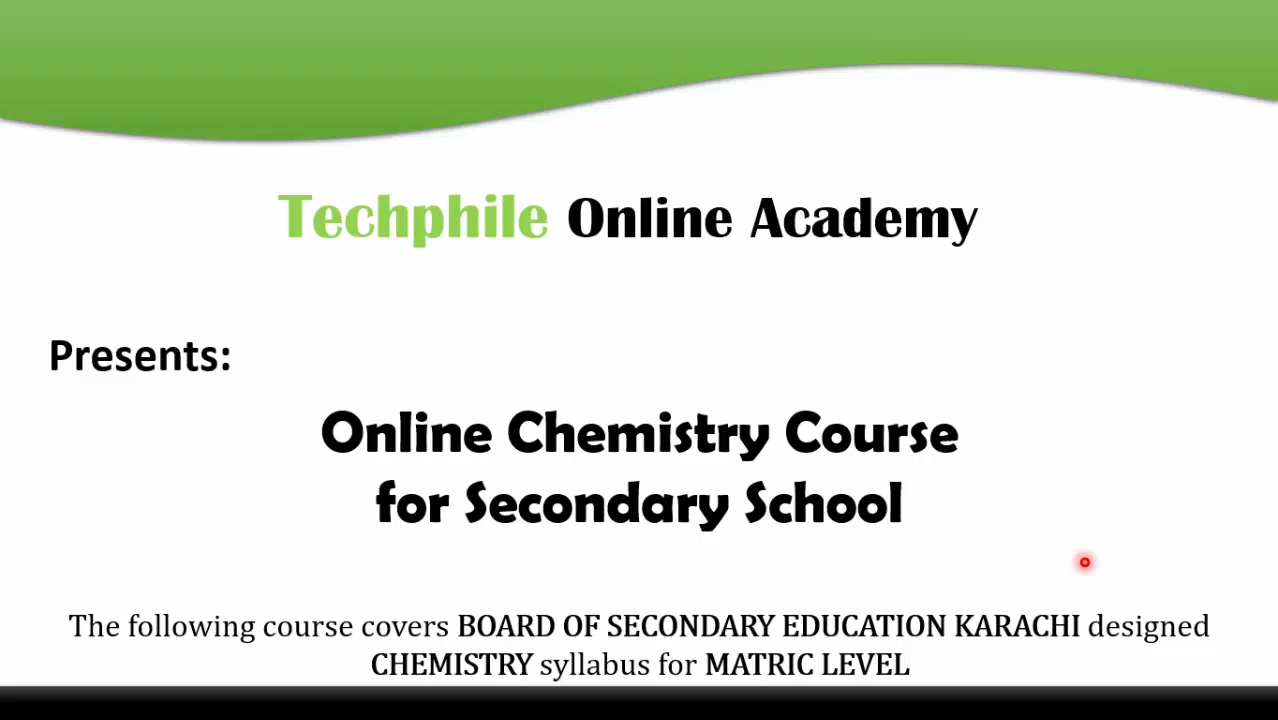 Techphile Online Academy
Presents:
Online Chemistry Course
for Secondary School
The following course covers BOARD OF SECONDARY EDUCATION KARACHI designed
CHEMISTRY syllabus for MATRIC LEVEL